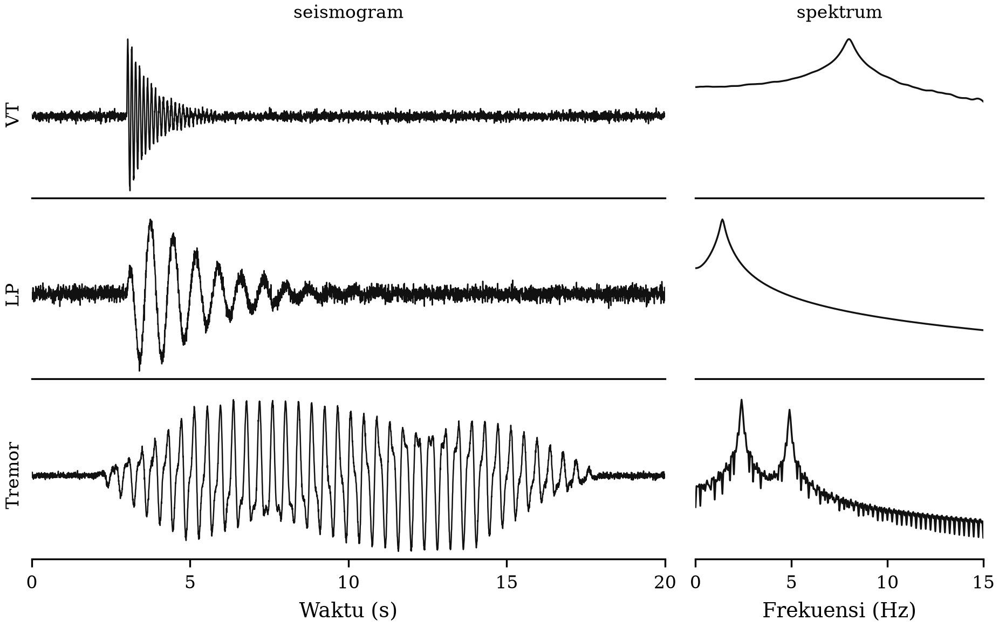 seismogram
spektrum
VT
LP
Tremor
0 5 10 15 20
0 5 10 15
Waktu (s)
Frekuensi (Hz)